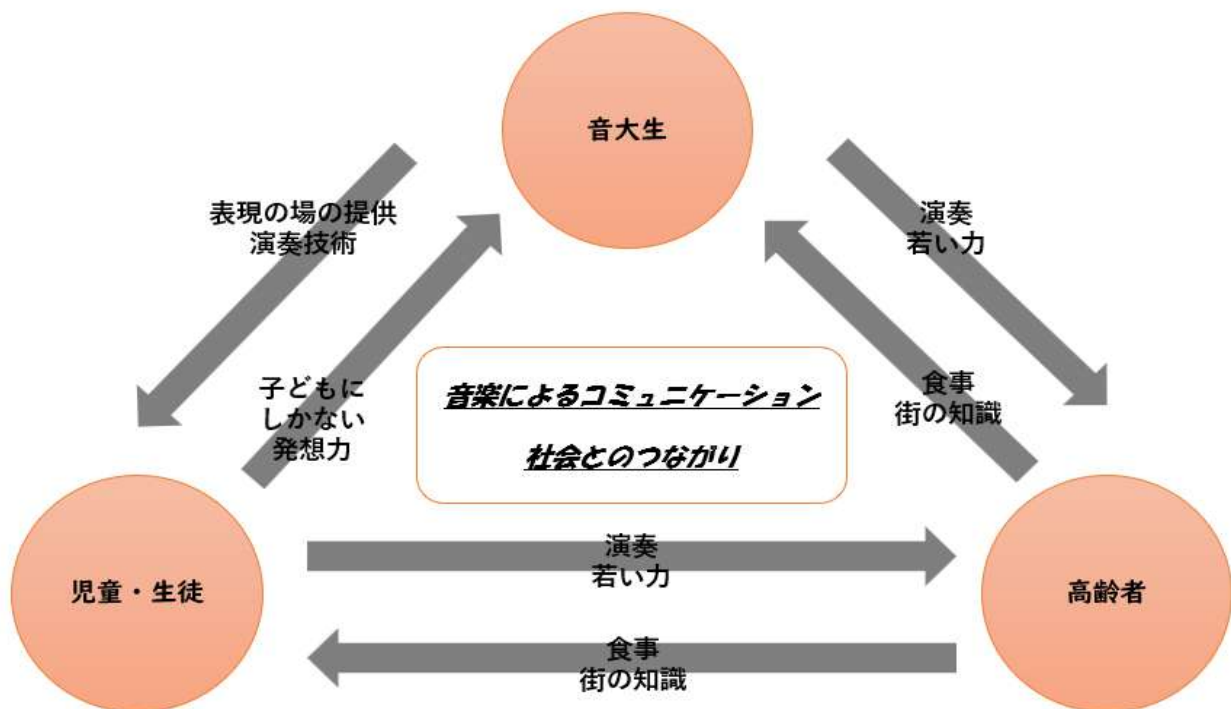 音大生
表現の場の提供
演奏技術
演奏
若い力
子どもに
しかない
発想力
音楽によるコミュニケーション
社会とのつながり
食事
街の知識
児童・生徒
演奏
若い力
高齢者
食事
街の知識